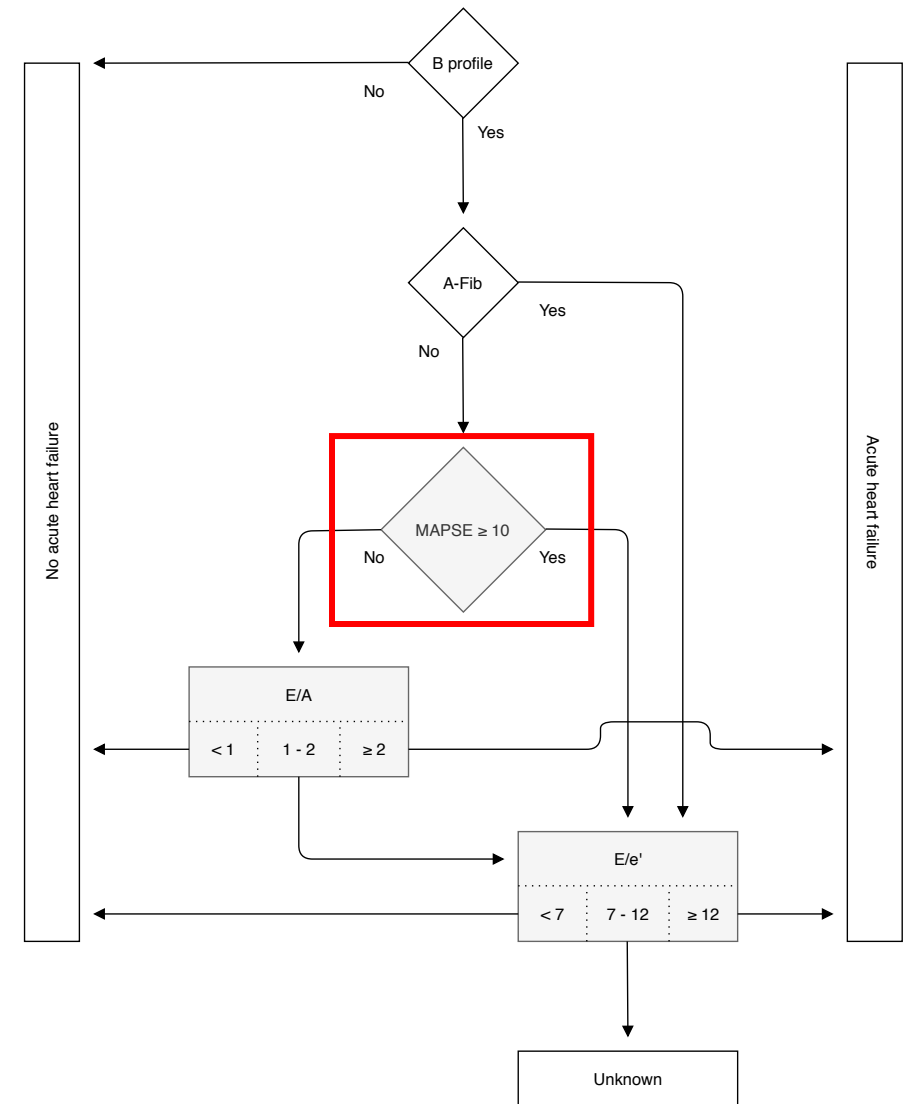 B profile
No
Yes
A-Fib
Yes
No
No acute heart failure
Acute heart failure
MAPSE ≥ 10
No
Yes
E/A
< 1
1 - 2
≥ 2
E/e'
< 7
7 - 12
≥ 12
Unknown